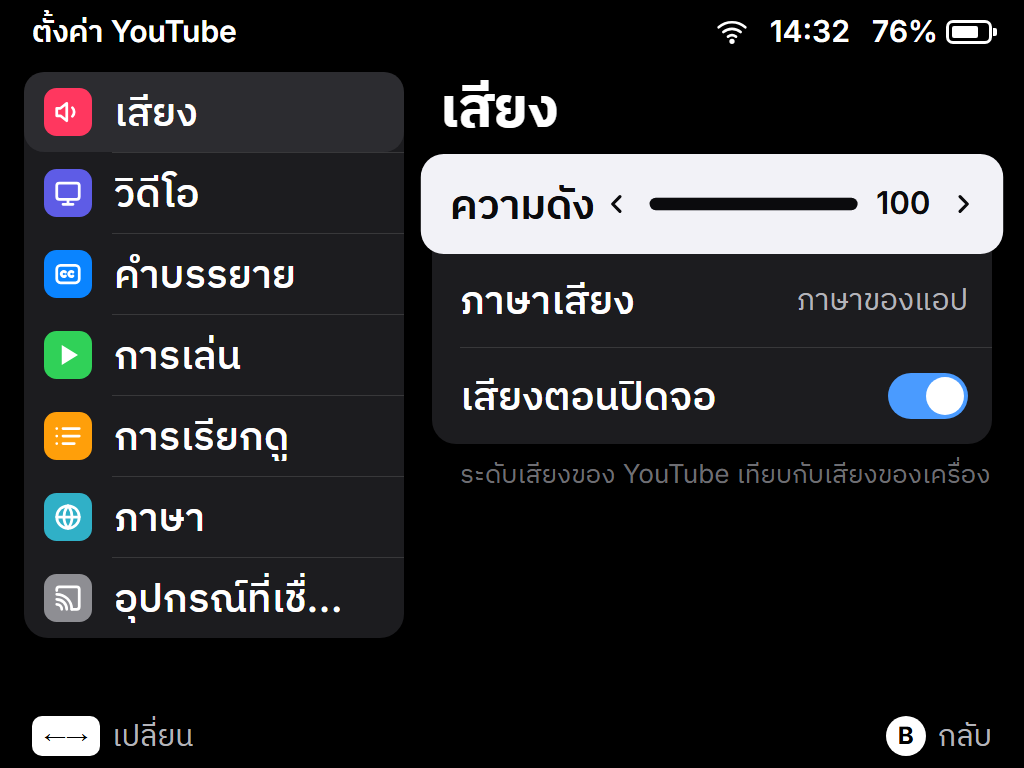 ตั้งค่า YouTube
14:32 76%
เสียง
วิดีโอ
คำบรรยาย
การเล่น
การเรียกดู
ภาษา
อุปกรณ์ที่เชื่...
เสียง
ความดัง 100
ภาษาเสียง ภาษาของแอป
เสียงตอนปิดจอ
ระดับเสียงของ YouTube เทียบกับเสียงของเครื่อง
←→ เปลี่ยน
B กลับ